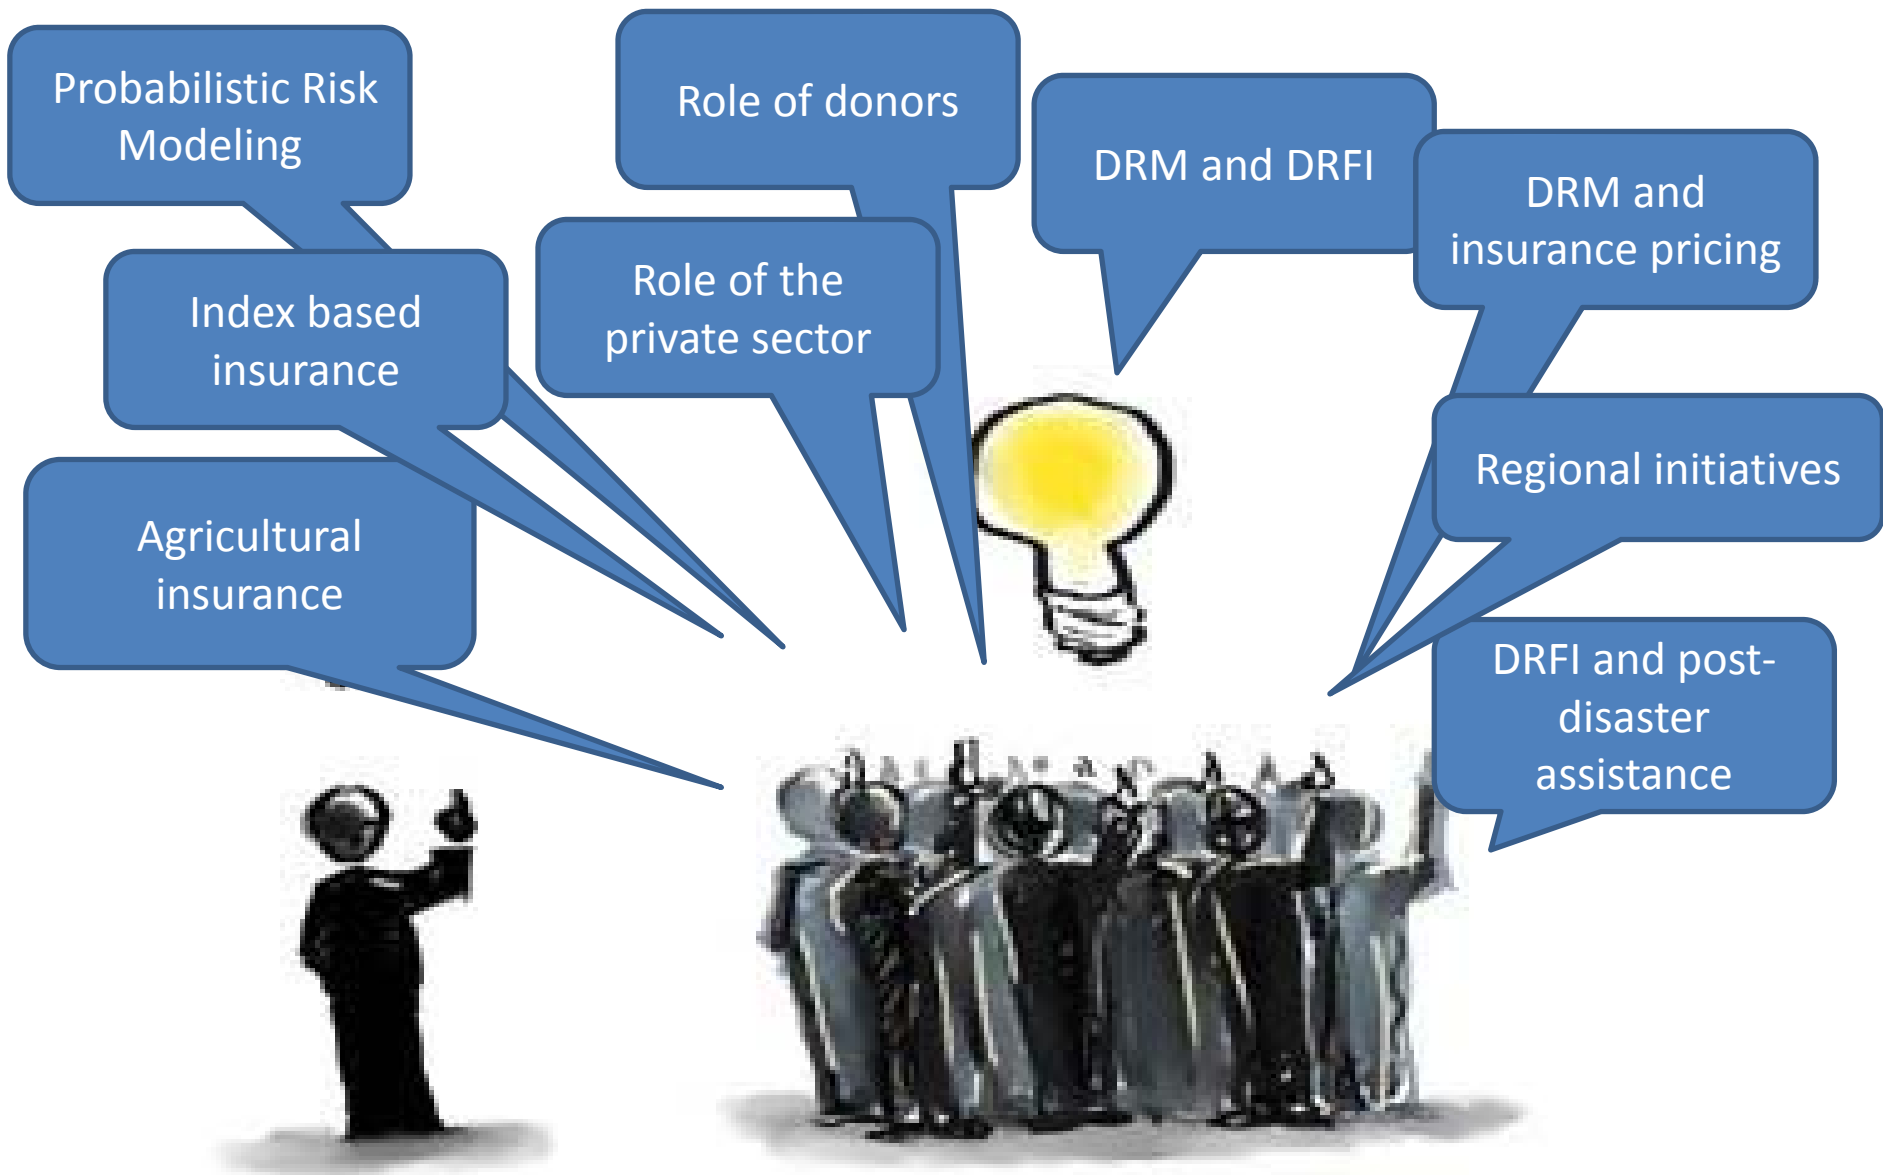 Probabilistic Risk
Modeling
Role of donors
DRM and DRFI
DRM and
insurance pricing
Index based
insurance
Role of the
private sector
Regional initiatives
Agricultural
insurance
DRFI and post-
disaster
assistance